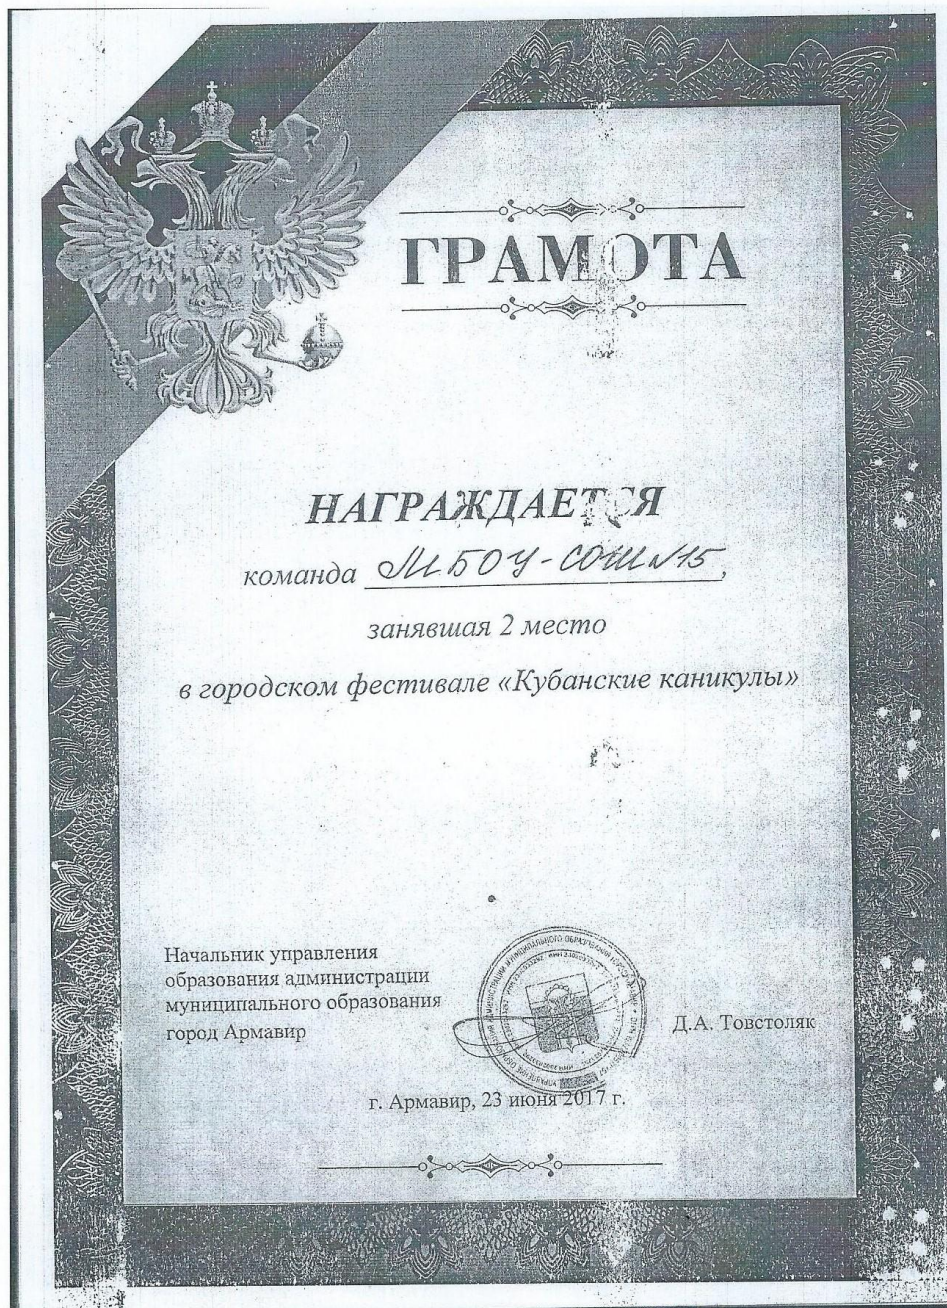 ГРАМОТА
НАГРАЖДАЕТСЯ
команда МБОУ-СОШ №15,
занявшая 2 место
в городском фестивале «Кубанские каникулы»
Начальник управления
образования администрации
муниципального образования
город Армавир
Д.А. Товстоляк
г. Армавир, 23 июня 2017 г.